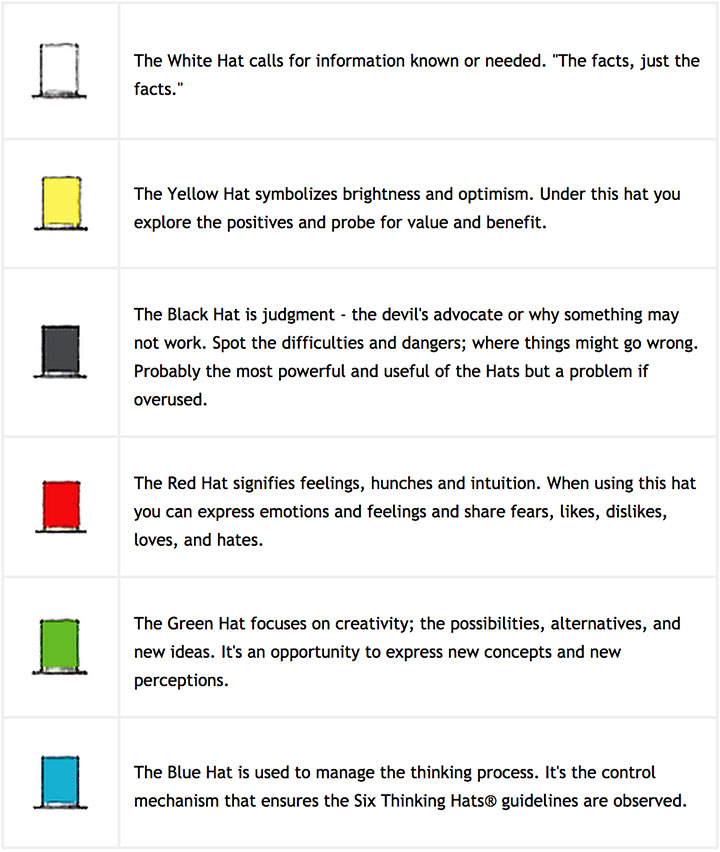 The White Hat calls for information known or needed. "The facts, just the
facts."
The Yellow Hat symbolizes brightness and optimism. Under this hat you
explore the positives and probe for value and benefit.
The Black Hat is judgment - the devil's advocate or why something may
not work. Spot the difficulties and dangers; where things might go wrong.
Probably the most powerful and useful of the Hats but a problem if
overused.
The Red Hat signifies feelings, hunches and intuition. When using this hat
you can express emotions and feelings and share fears, likes, dislikes,
loves, and hates.
The Green Hat focuses on creativity; the possibilities, alternatives, and
new ideas. It's an opportunity to express new concepts and new
perceptions.
The Blue Hat is used to manage the thinking process. It's the control
mechanism that ensures the Six Thinking Hats® guidelines are observed.